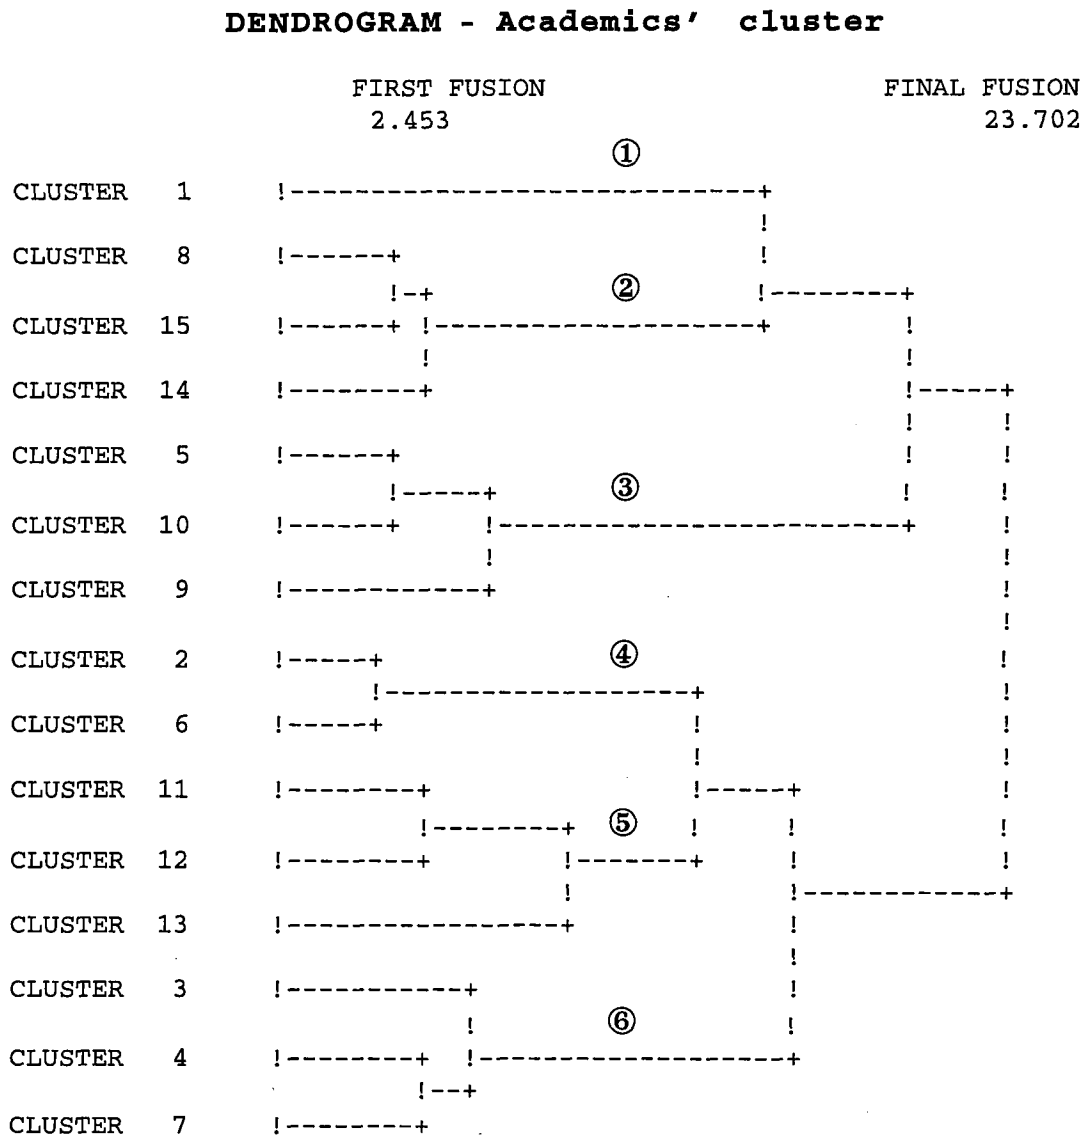 DENDROGRAM - Academics' cluster
FIRST FUSION FINAL FUSION
2.453 23.702
①
CLUSTER 1
CLUSTER 8
②
CLUSTER 15
CLUSTER 14
CLUSTER 5
③
CLUSTER 10
CLUSTER 9
CLUSTER 2 ④
CLUSTER 6
CLUSTER 11
⑤
CLUSTER 12
CLUSTER 13
CLUSTER 3
⑥
CLUSTER 4
CLUSTER 7